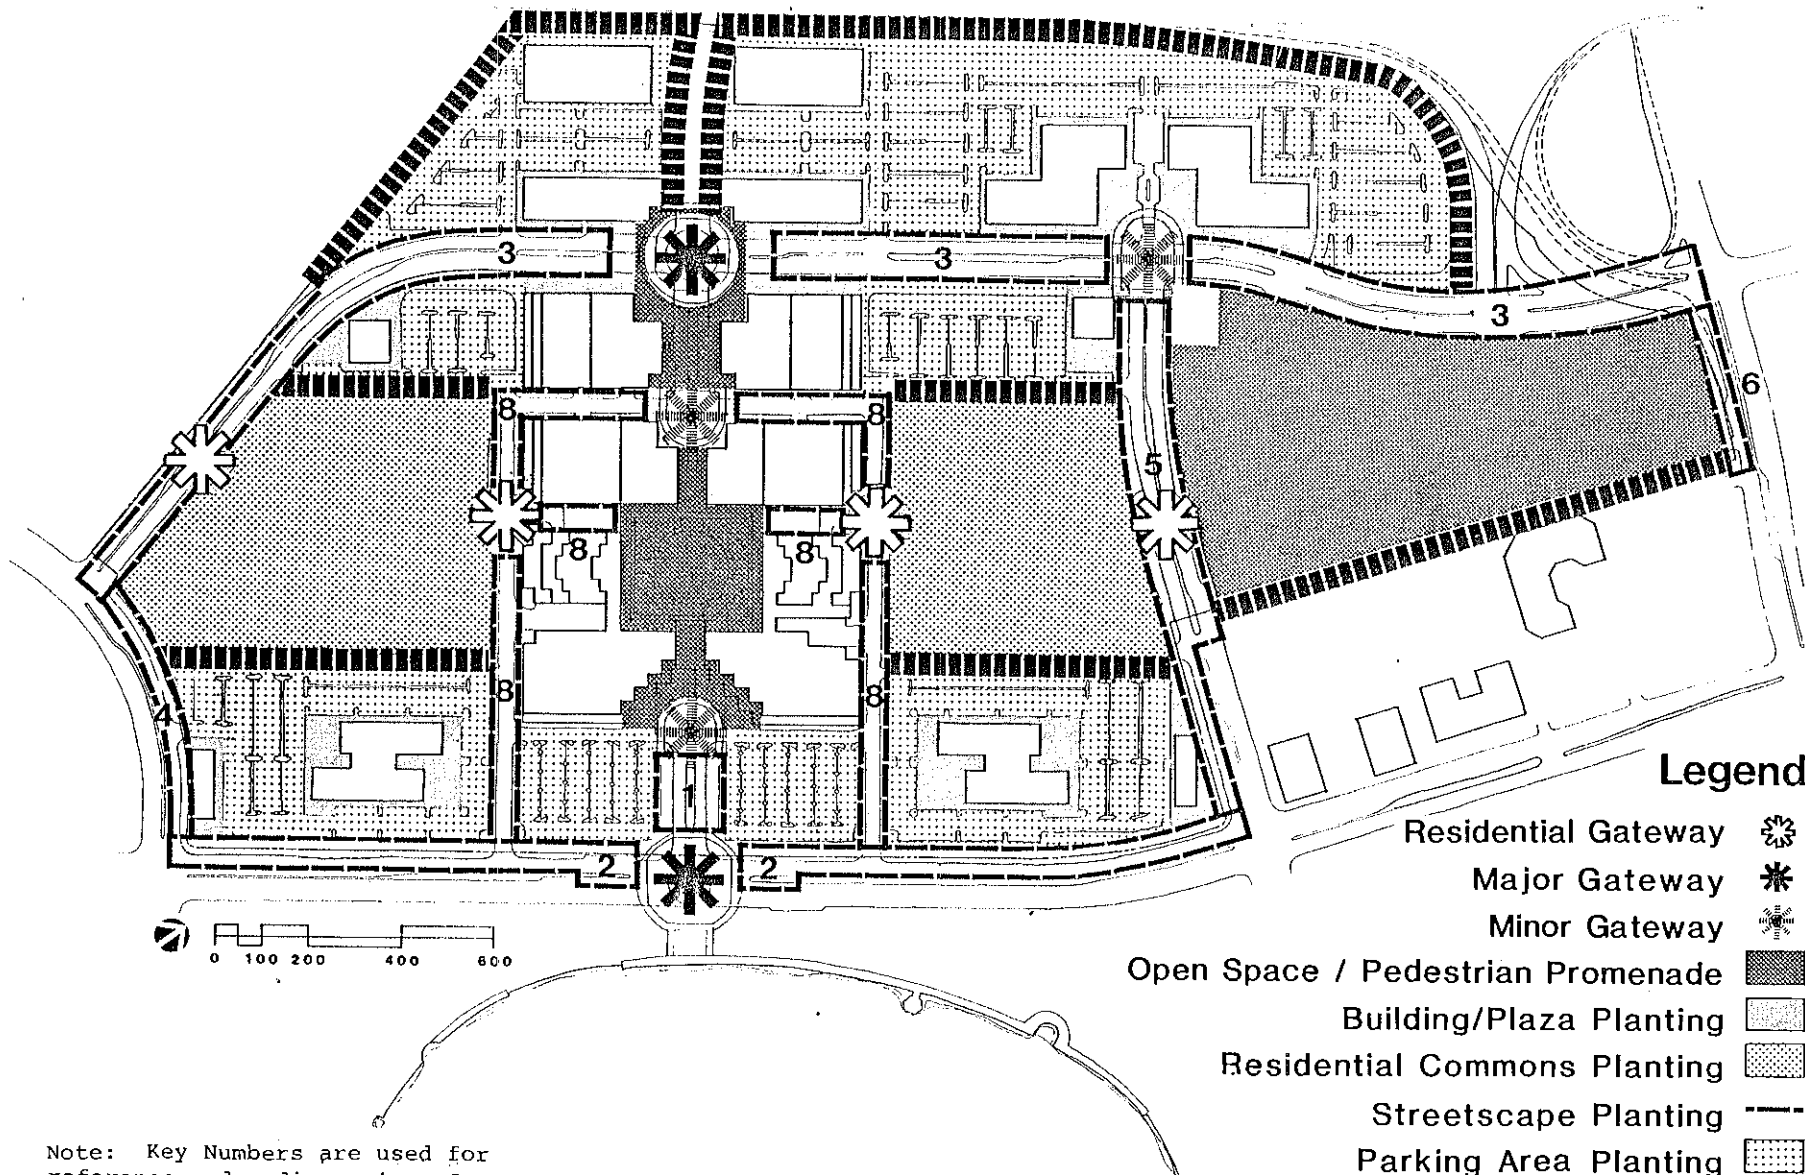 3
3
3
6
8
8
5
8
8
8
8
4
1
2
2
0 100 200 400 600
Legend
Residential Gateway
Major Gateway
Minor Gateway
Open Space / Pedestrian Promenade
Building/Plaza Planting
Residential Commons Planting
Streetscape Planting
Parking Area Planting
Note: Key Numbers are used for